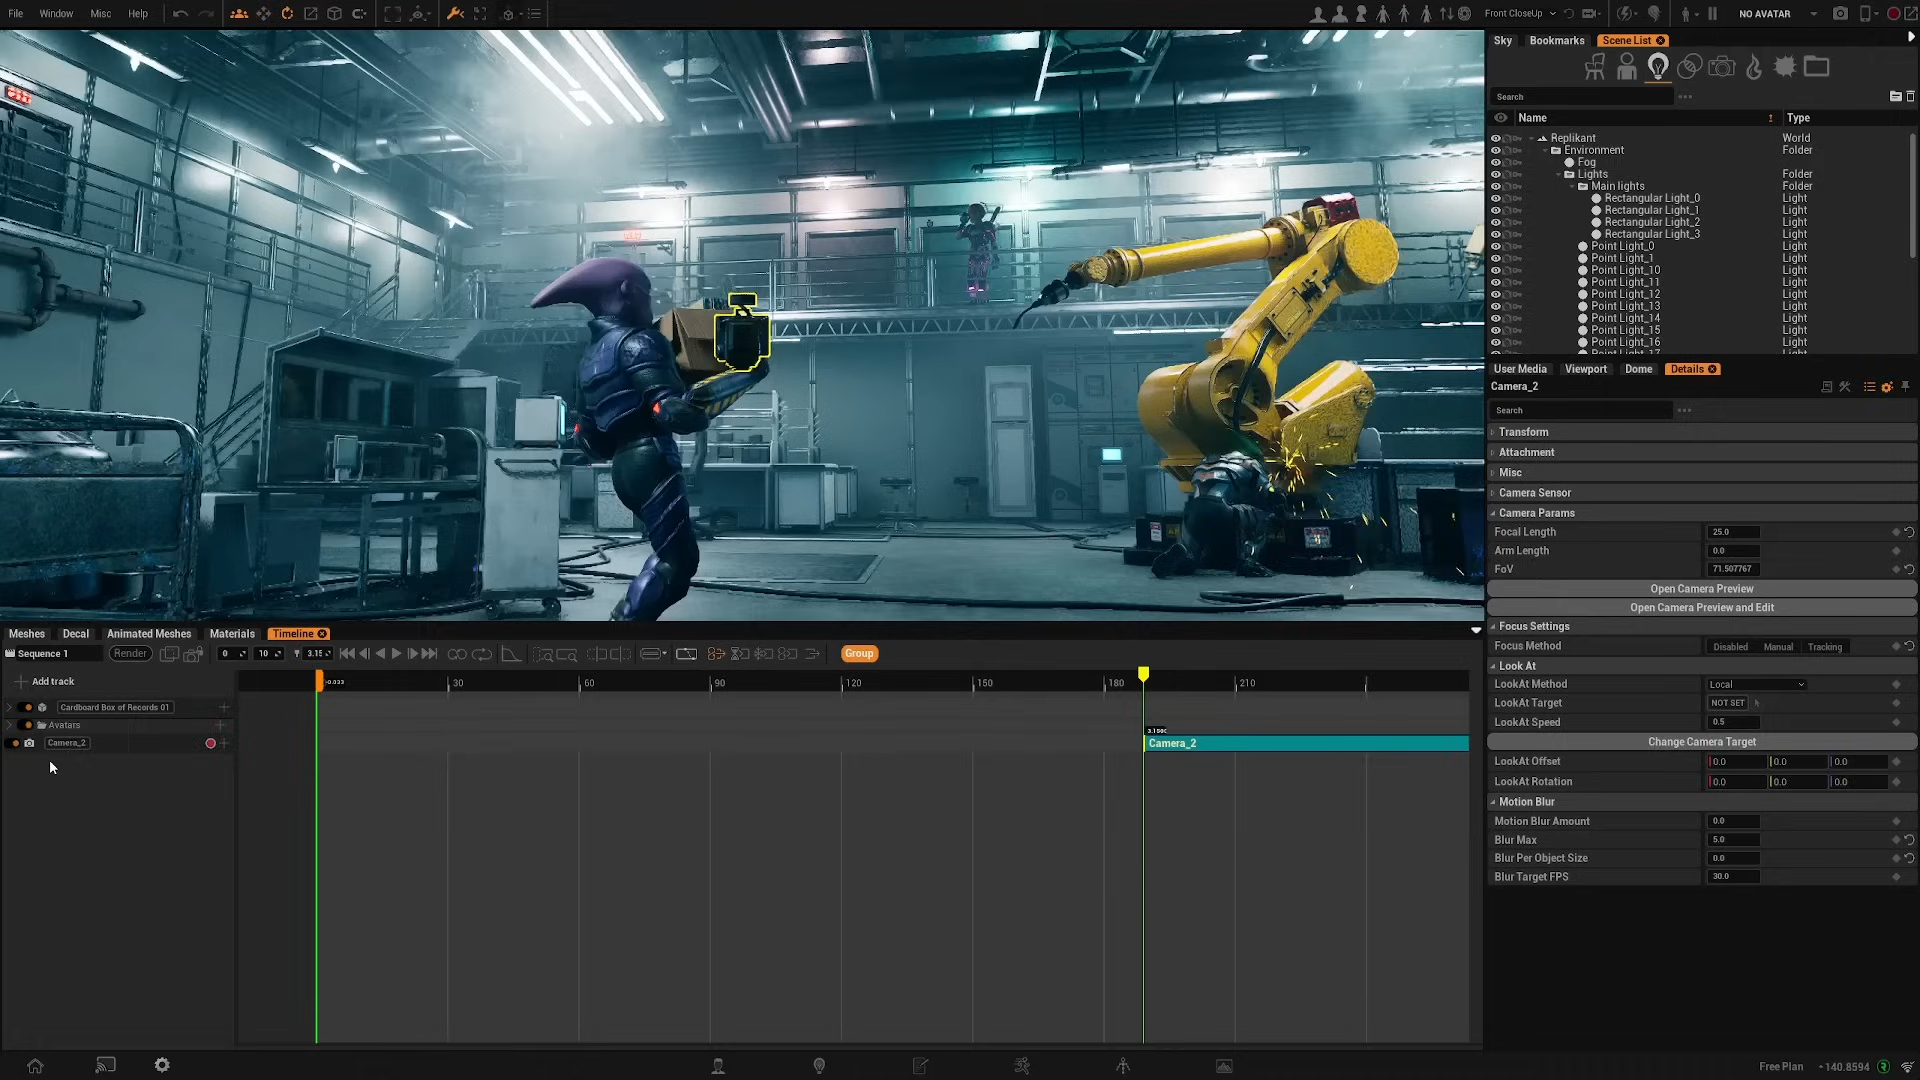 File Window Misc Help
Front CloseUp
NO AVATAR
Sky Bookmarks Scene List
Search
Name Type
Replikant World
Environment Folder
Fog
Lights Folder
Main lights Folder
Rectangular Light_0 Light
Rectangular Light_1 Light
Rectangular Light_2 Light
Rectangular Light_3 Light
Point Light_0 Light
Point Light_1 Light
Point Light_10 Light
Point Light_11 Light
Point Light_12 Light
Point Light_13 Light
Point Light_14 Light
Point Light_15 Light
Point Light_16 Light
Point Light_17 Light
User Media Viewport Dome Details
Camera_2
Search
Transform
Attachment
Misc
Camera Sensor
Camera Params
Focal Length 25.0
Arm Length 0.0
FoV 71.507767
Open Camera Preview
Open Camera Preview and Edit
Focus Settings
Focus Method Disabled Manual Tracking
Look At
LookAt Method Local
LookAt Target NOT SET
LookAt Speed 0.5
Change Camera Target
LookAt Offset 0.0 0.0 0.0
LookAt Rotation 0.0 0.0 0.0
Motion Blur
Motion Blur Amount 0.0
Blur Max 5.0
Blur Per Object Size 0.0
Blur Target FPS 30.0
Meshes Decal Animated Meshes Materials Timeline
Sequence 1 Render 0 10 3.15 Group
Add track
-0.033 30 60 90 120 150 180 210
Cardboard Box of Records 01
Avatars
Camera_2
Camera_2
Free Plan -140.8594